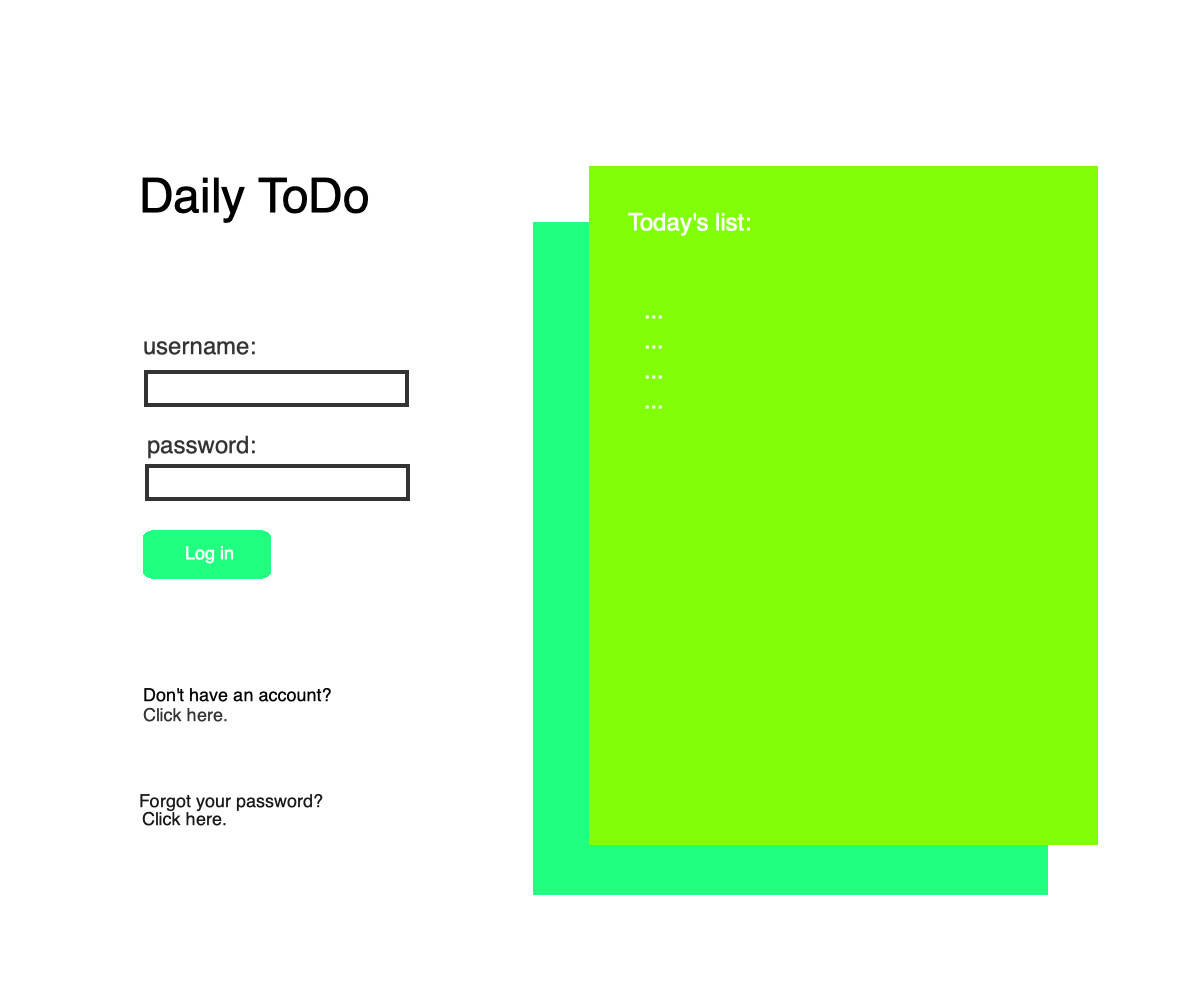 Daily ToDo
username:
password:
Log in
Don't have an account?
Click here.
Forgot your password?
Click here.
Today's list:
...
...
...
...